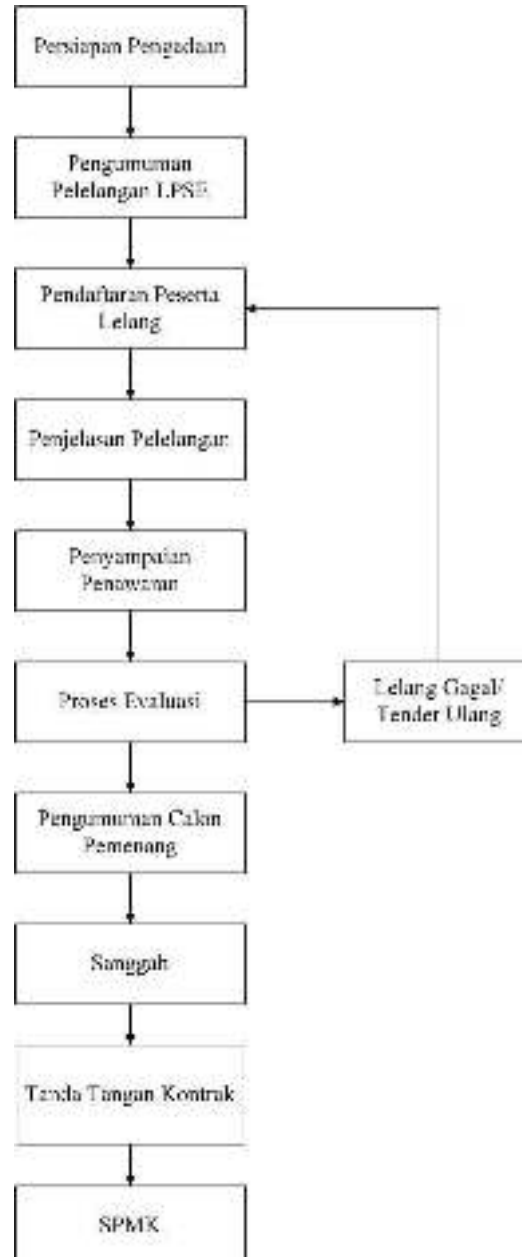 Persiapan Pengadaan
Pengumuman
Pelelangan LPSE
Pendaftaran Peserta
Lelang
Penjelasan Pelelangan
Penyampaian
Penawaran
Proses Evaluasi
Lelang Gagal/
Tender Ulang
Pengumuman Calon
Pemenang
Sanggah
Tanda Tangan Kontrak
SPMK